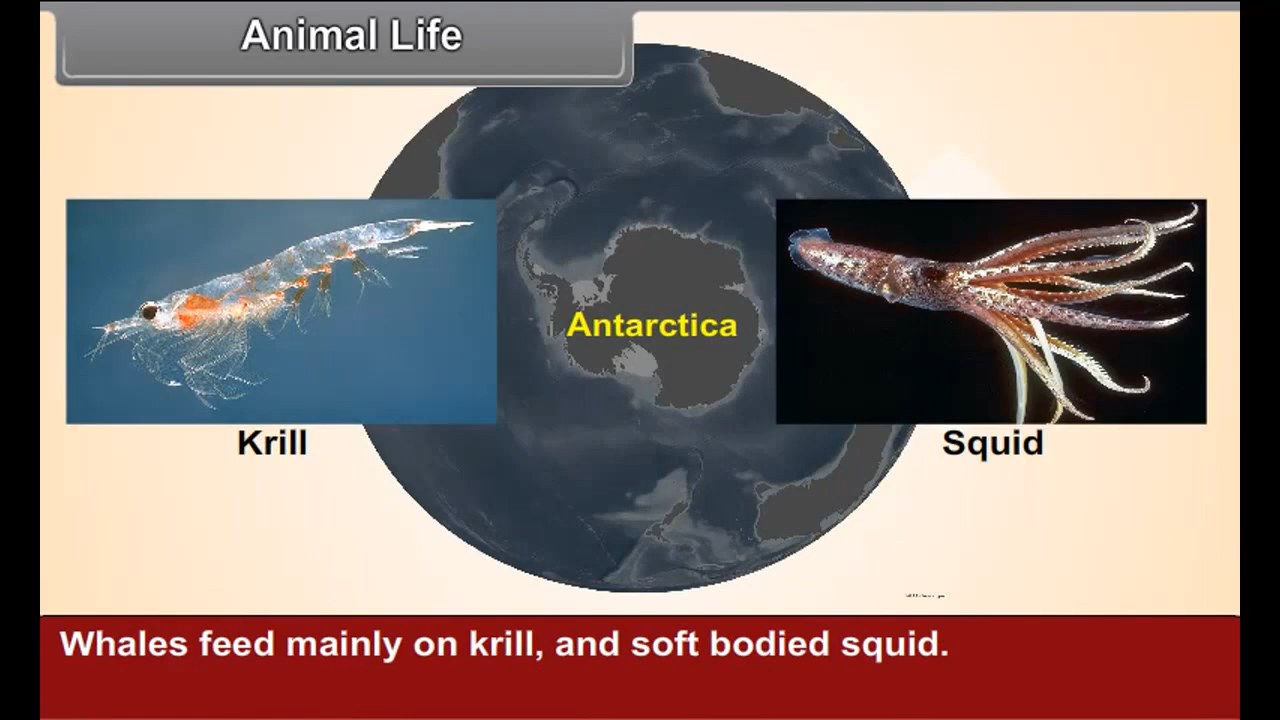 Animal Life
Antarctica
Krill
Squid
Whales feed mainly on krill, and soft bodied squid.